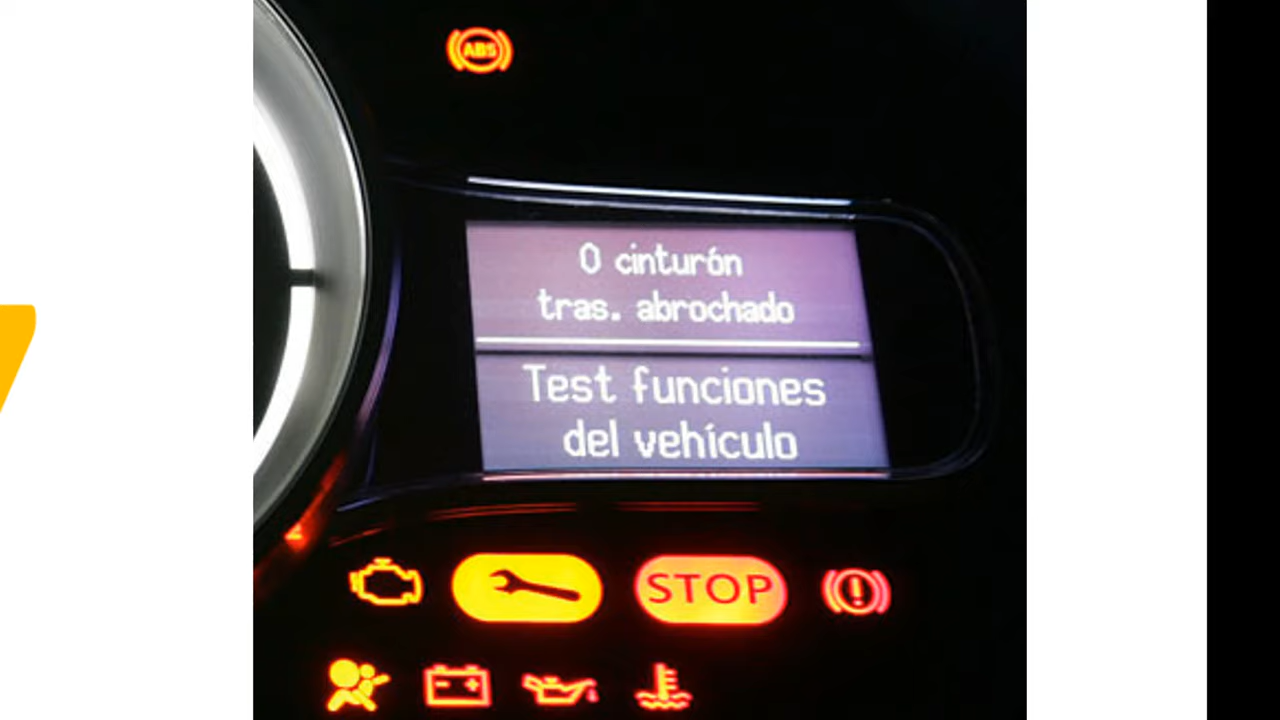 ABS
0 cinturón
tras. abrochado
Test funciones
del vehículo
STOP